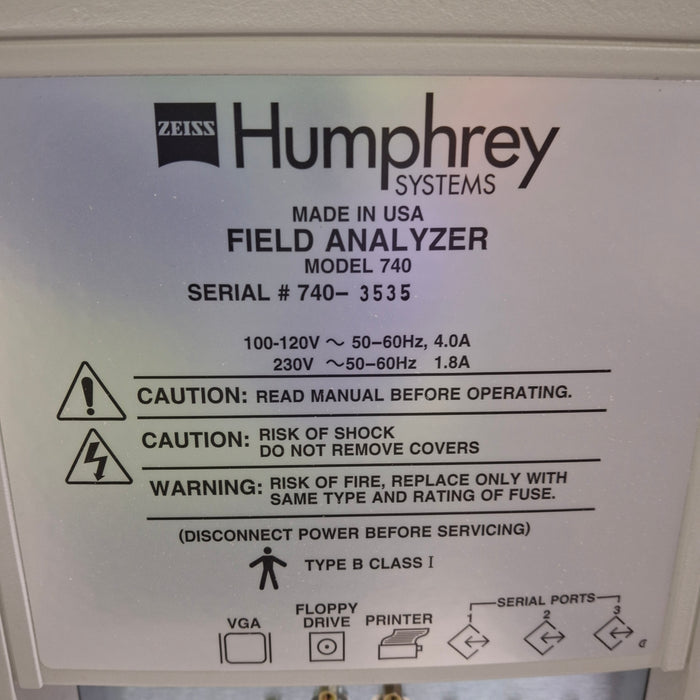 ZEISS Humphrey
SYSTEMS
MADE IN USA
FIELD ANALYZER
MODEL 740
SERIAL # 740- 3535
100-120V ~ 50-60Hz, 4.0A
230V ~50-60Hz 1.8A
CAUTION: READ MANUAL BEFORE OPERATING.
CAUTION: RISK OF SHOCK
DO NOT REMOVE COVERS
WARNING: RISK OF FIRE, REPLACE ONLY WITH
SAME TYPE AND RATING OF FUSE.
(DISCONNECT POWER BEFORE SERVICING)
TYPE B CLASS I
VGA
FLOPPY
DRIVE
PRINTER
SERIAL PORTS
1 2 3